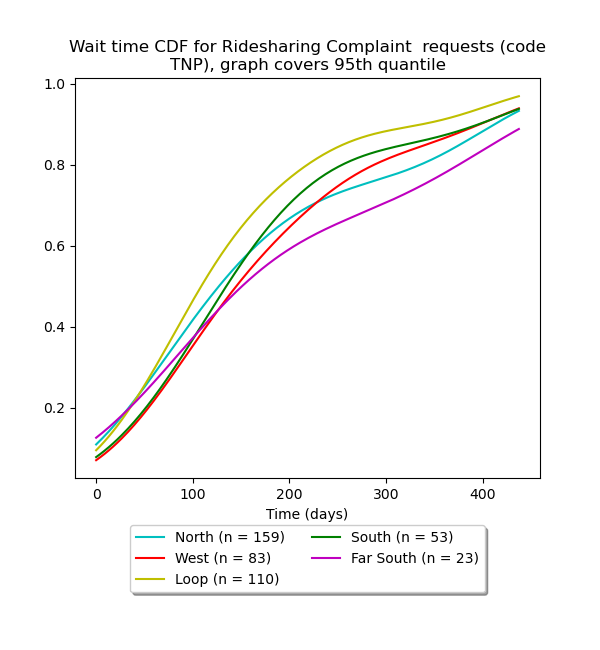 Wait time CDF for Ridesharing Complaint  requests (code
TNP), graph covers 95th quantile
1.0
0.8
0.6
0.4
0.2
0 100 200 300 400
Time (days)
North (n = 159) South (n = 53)
West (n = 83) Far South (n = 23)
Loop (n = 110)